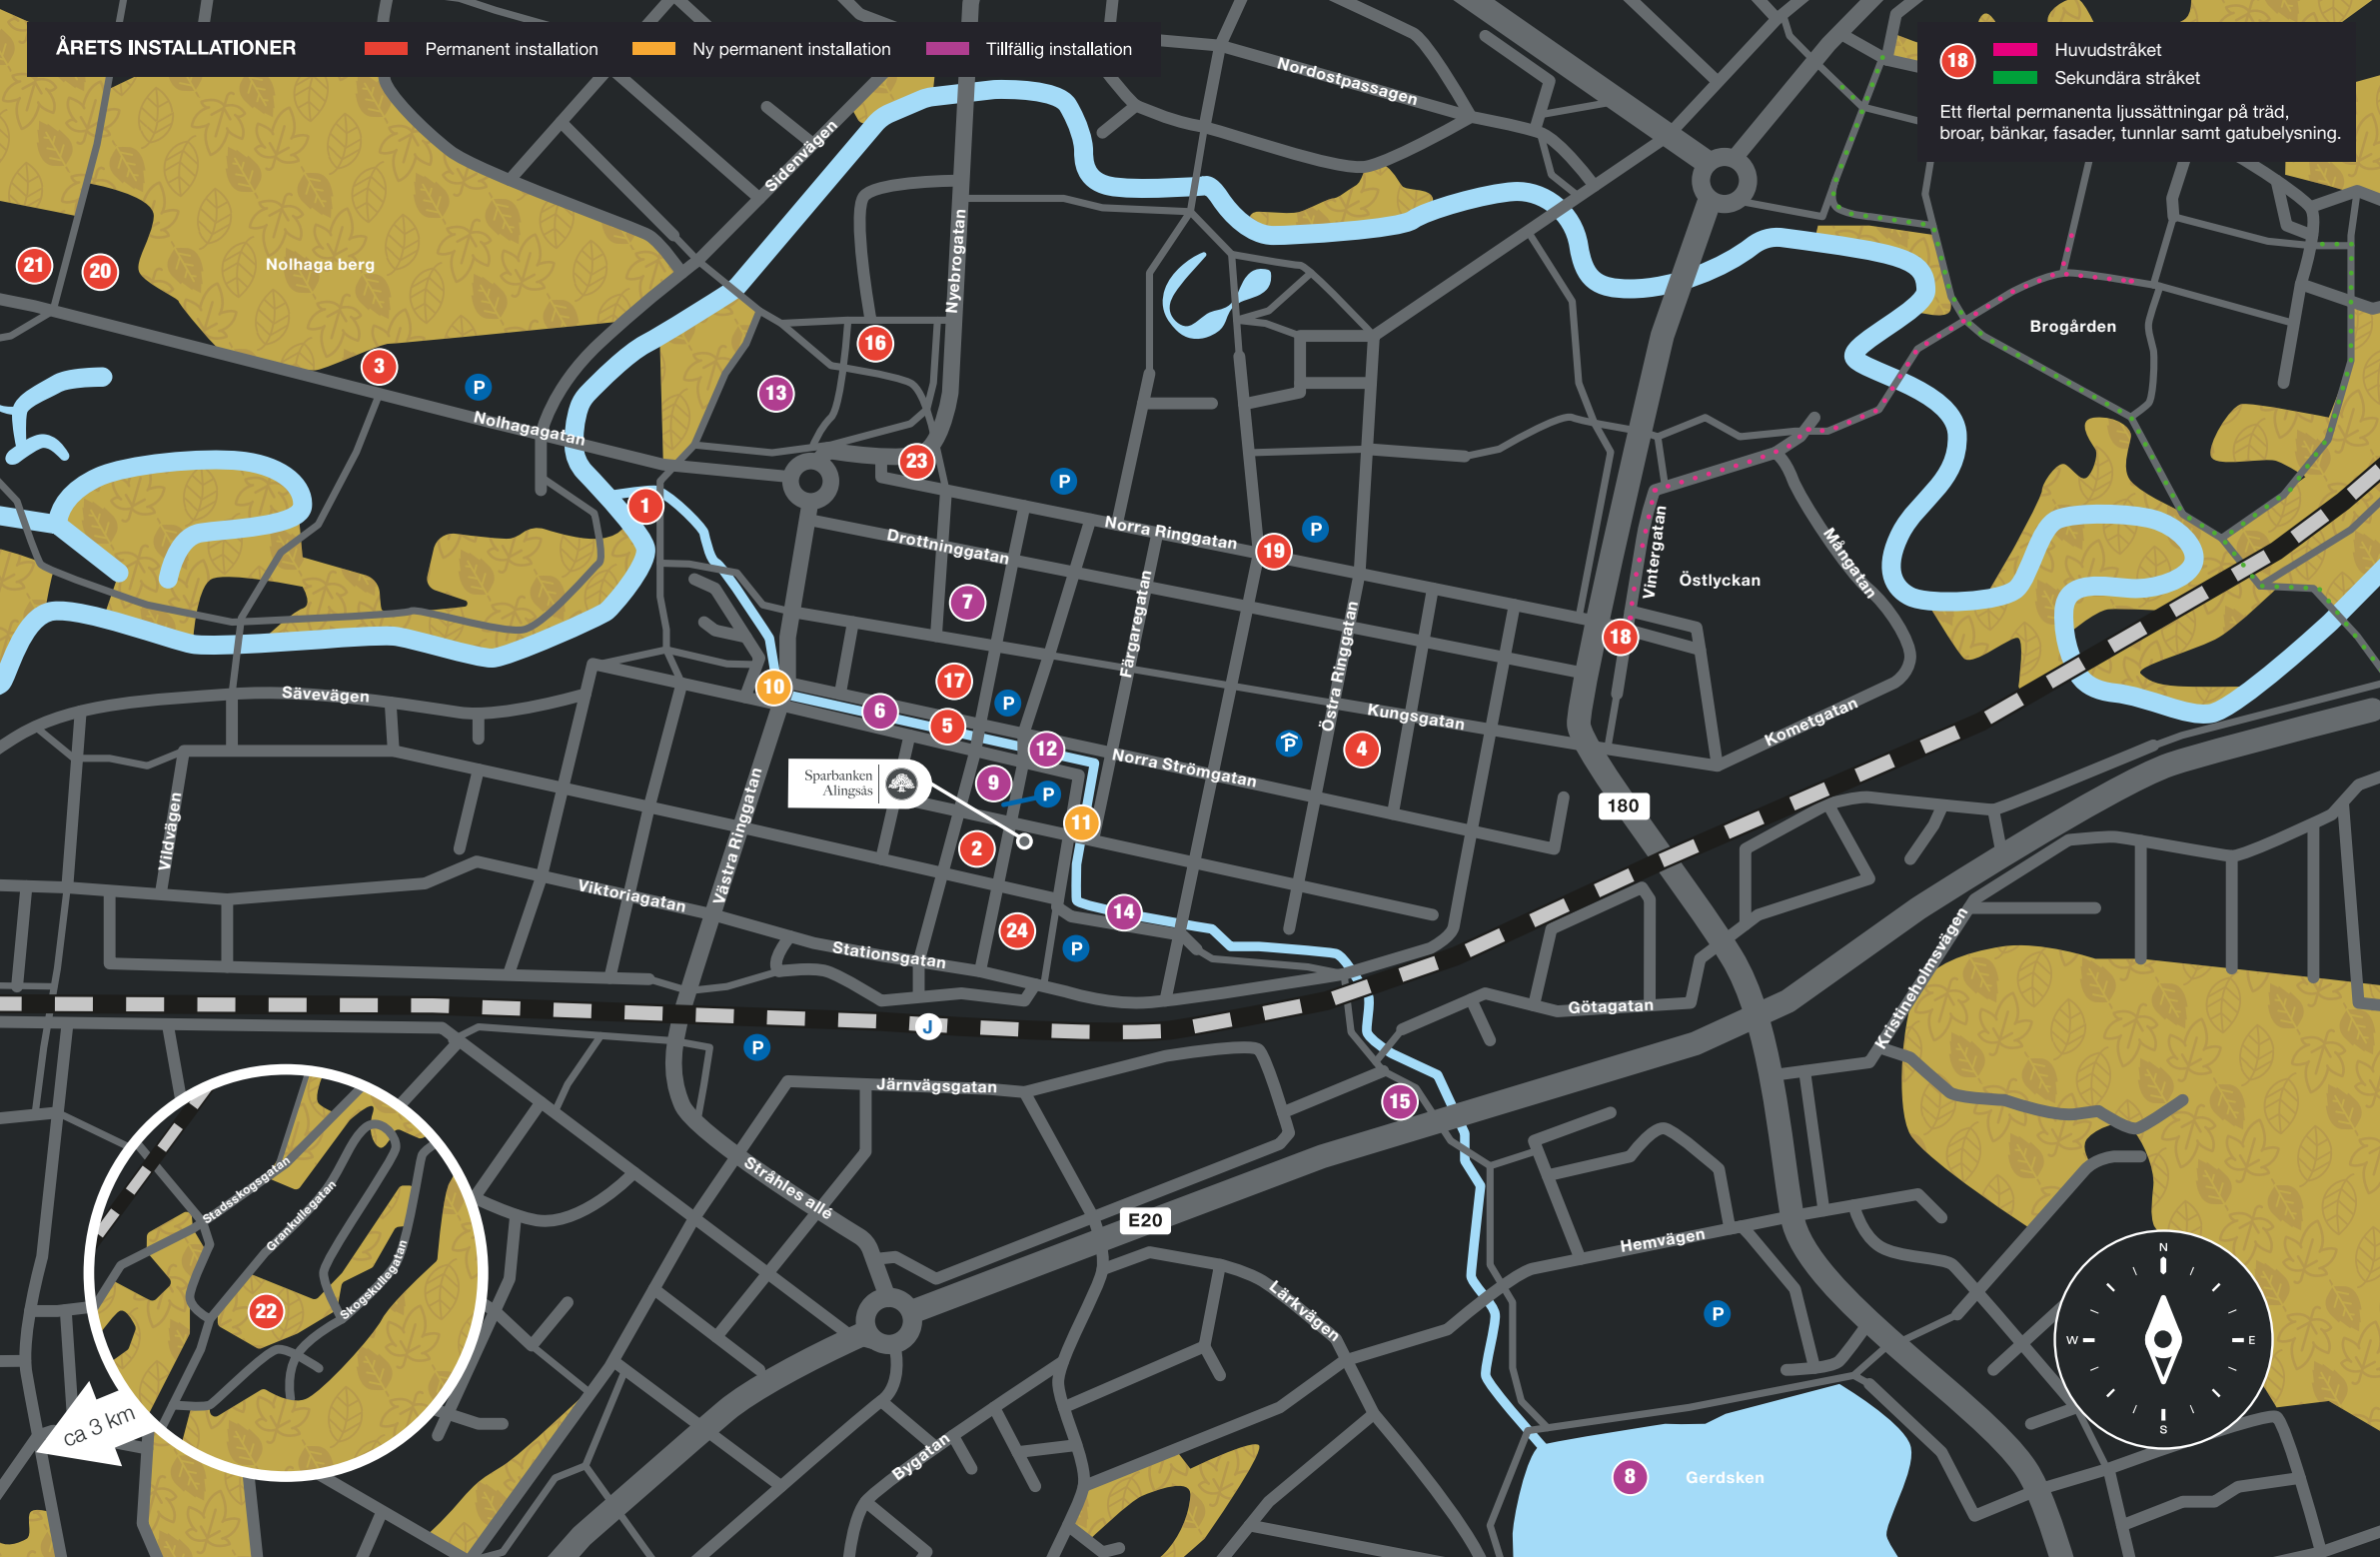 ÅRETS INSTALLATIONER
Permanent installation
Ny permanent installation
Tillfällig installation
18
Huvudstråket
Sekundära stråket
Ett flertal permanenta ljussättningar på träd,
broar, bänkar, fasader, tunnlar samt gatubelysning.
Nordostpassagen
Sidenvägen
Nyebrogatan
Nolhaga berg
21
20
3
P
16
13
Nolhagagatan
23
P
1
Brogården
Norra Ringgatan
P
19
Drottninggatan
Vintergatan
Östlyckan
Mångatan
7
Färgaregatan
Östra Ringgatan
18
Sävevägen
10
17
6
5
P
12
Kungsgatan
Kometgatan
P
4
Norra Strömgatan
Sparbanken
Alingsås
9
P
11
180
Vildvägen
Västra Ringgatan
2
Viktoriagatan
14
24
P
Stationsgatan
Kristineholmsvägen
Götagatan
J
P
Järnvägsgatan
15
Stadsskogsgatan
Grankullegatan
Skogskullegatan
22
ca 3 km
Stråhles allé
E20
Hemvägen
Lärkvägen
P
N
W
E
S
Bygatan
8
Gerdsken